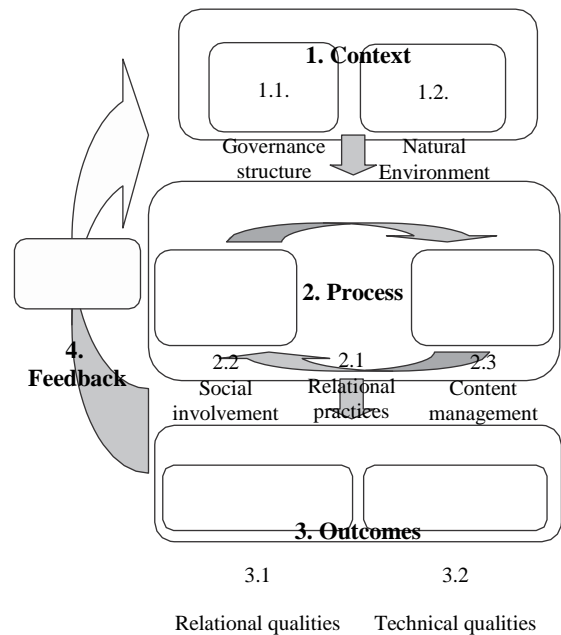 1. Context
1.1. 1.2.
Governance Natural
structure Environment
2. Process
4.
Feedback
2.2 2.1 2.3
Social Relational Content
involvement practices management
3. Outcomes
3.1 3.2
Relational qualities Technical qualities